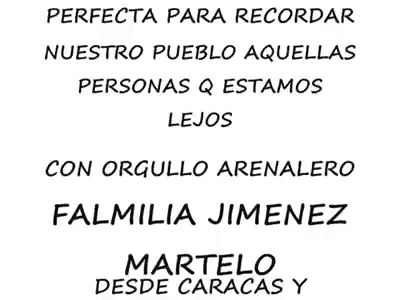 PERFECTA PARA RECORDAR
NUESTRO PUEBLO AQUELLAS
PERSONAS Q ESTAMOS
LEJOS
CON ORGULLO ARENALERO
FALMILIA JIMENEZ
MARTELO
DESDE CARACAS Y